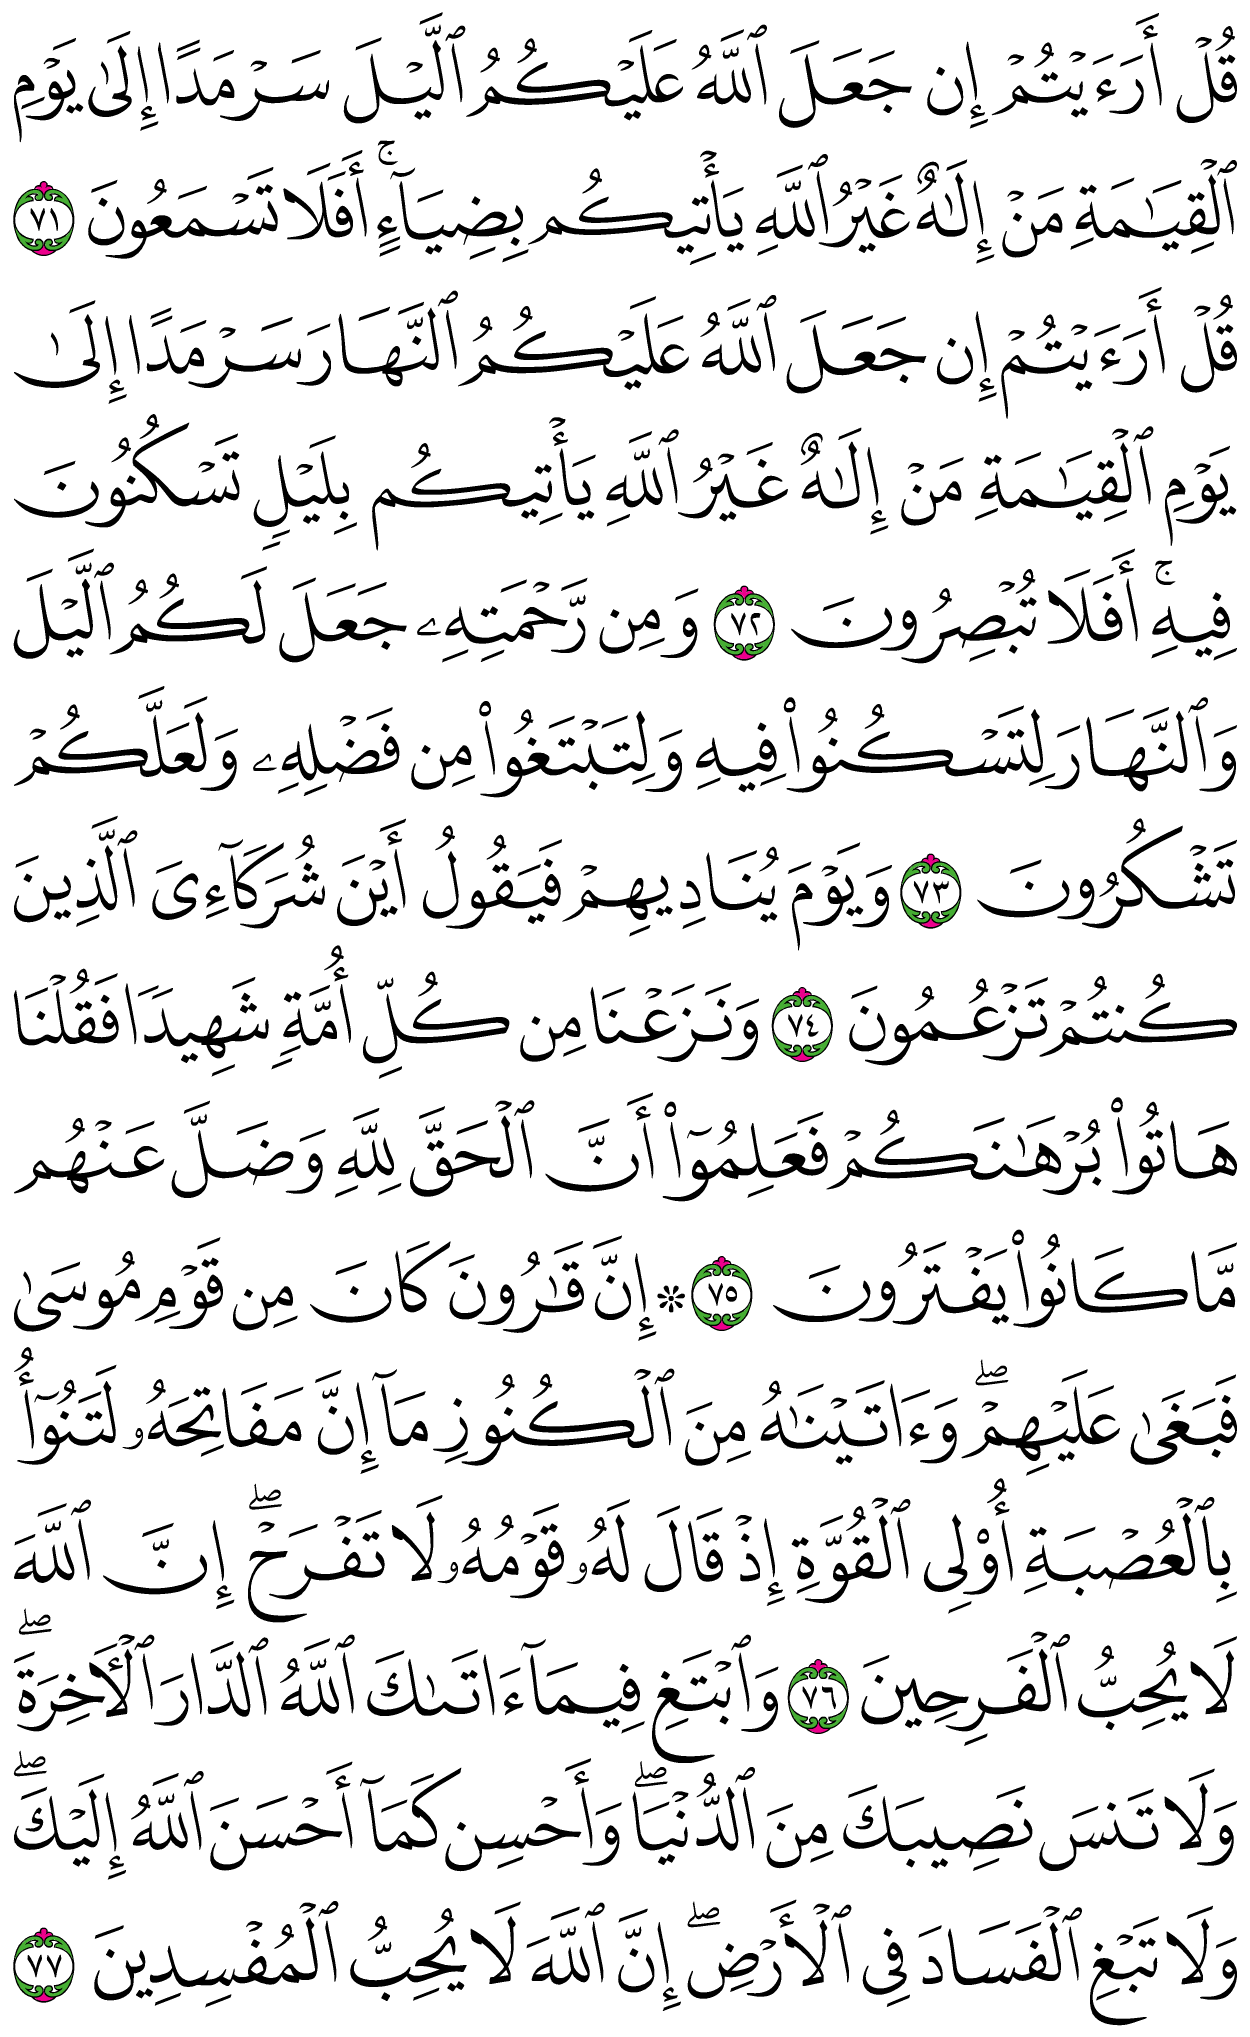 قُلْ أَرَءَيْتُمْ إِن جَعَلَ ٱللَّهُ عَلَيْكُمُ ٱلَّيْلَ سَرْمَدًا إِلَىٰ يَوْمِ
ٱلْقِيَـٰمَةِ مَنْ إِلَـٰهٌ غَيْرُ ٱللَّهِ يَأْتِيكُم بِضِيَآءٍ ۚ أَفَلَا تَسْمَعُونَ ٧١
قُلْ أَرَءَيْتُمْ إِن جَعَلَ ٱللَّهُ عَلَيْكُمُ ٱلنَّهَارَ سَرْمَدًا إِلَىٰ
يَوْمِ ٱلْقِيَـٰمَةِ مَنْ إِلَـٰهٌ غَيْرُ ٱللَّهِ يَأْتِيكُم بِلَيْلٍ تَسْكُنُونَ
فِيهِ ۚ أَفَلَا تُبْصِرُونَ ٧٢ وَمِن رَّحْمَتِهِۦ جَعَلَ لَكُمُ ٱلَّيْلَ
وَٱلنَّهَارَ لِتَسْكُنُوا۟ فِيهِ وَلِتَبْتَغُوا۟ مِن فَضْلِهِۦ وَلَعَلَّكُمْ
تَشْكُرُونَ ٧٣ وَيَوْمَ يُنَادِيهِمْ فَيَقُولُ أَيْنَ شُرَكَآءِىَ ٱلَّذِينَ
كُنتُمْ تَزْعُمُونَ ٧٤ وَنَزَعْنَا مِن كُلِّ أُمَّةٍ شَهِيدًا فَقُلْنَا
هَاتُوا۟ بُرْهَـٰنَكُمْ فَعَلِمُوٓا۟ أَنَّ ٱلْحَقَّ لِلَّهِ وَضَلَّ عَنْهُم
مَّا كَانُوا۟ يَفْتَرُونَ ٧٥ ۞ إِنَّ قَـٰرُونَ كَانَ مِن قَوْمِ مُوسَىٰ
فَبَغَىٰ عَلَيْهِمْ ۖ وَءَاتَيْنَـٰهُ مِنَ ٱلْكُنُوزِ مَآ إِنَّ مَفَاتِحَهُۥ لَتَنُوٓأُ
بِٱلْعُصْبَةِ أُو۟لِى ٱلْقُوَّةِ إِذْ قَالَ لَهُۥ قَوْمُهُۥ لَا تَفْرَحْ ۖ إِنَّ ٱللَّهَ
لَا يُحِبُّ ٱلْفَرِحِينَ ٧٦ وَٱبْتَغِ فِيمَآ ءَاتَىٰكَ ٱللَّهُ ٱلدَّارَ ٱلْـَٔاخِرَةَ ۖ
وَلَا تَنسَ نَصِيبَكَ مِنَ ٱلدُّنْيَا ۖ وَأَحْسِن كَمَآ أَحْسَنَ ٱللَّهُ إِلَيْكَ ۖ
وَلَا تَبْغِ ٱلْفَسَادَ فِى ٱلْأَرْضِ ۖ إِنَّ ٱللَّهَ لَا يُحِبُّ ٱلْمُفْسِدِينَ ٧٧